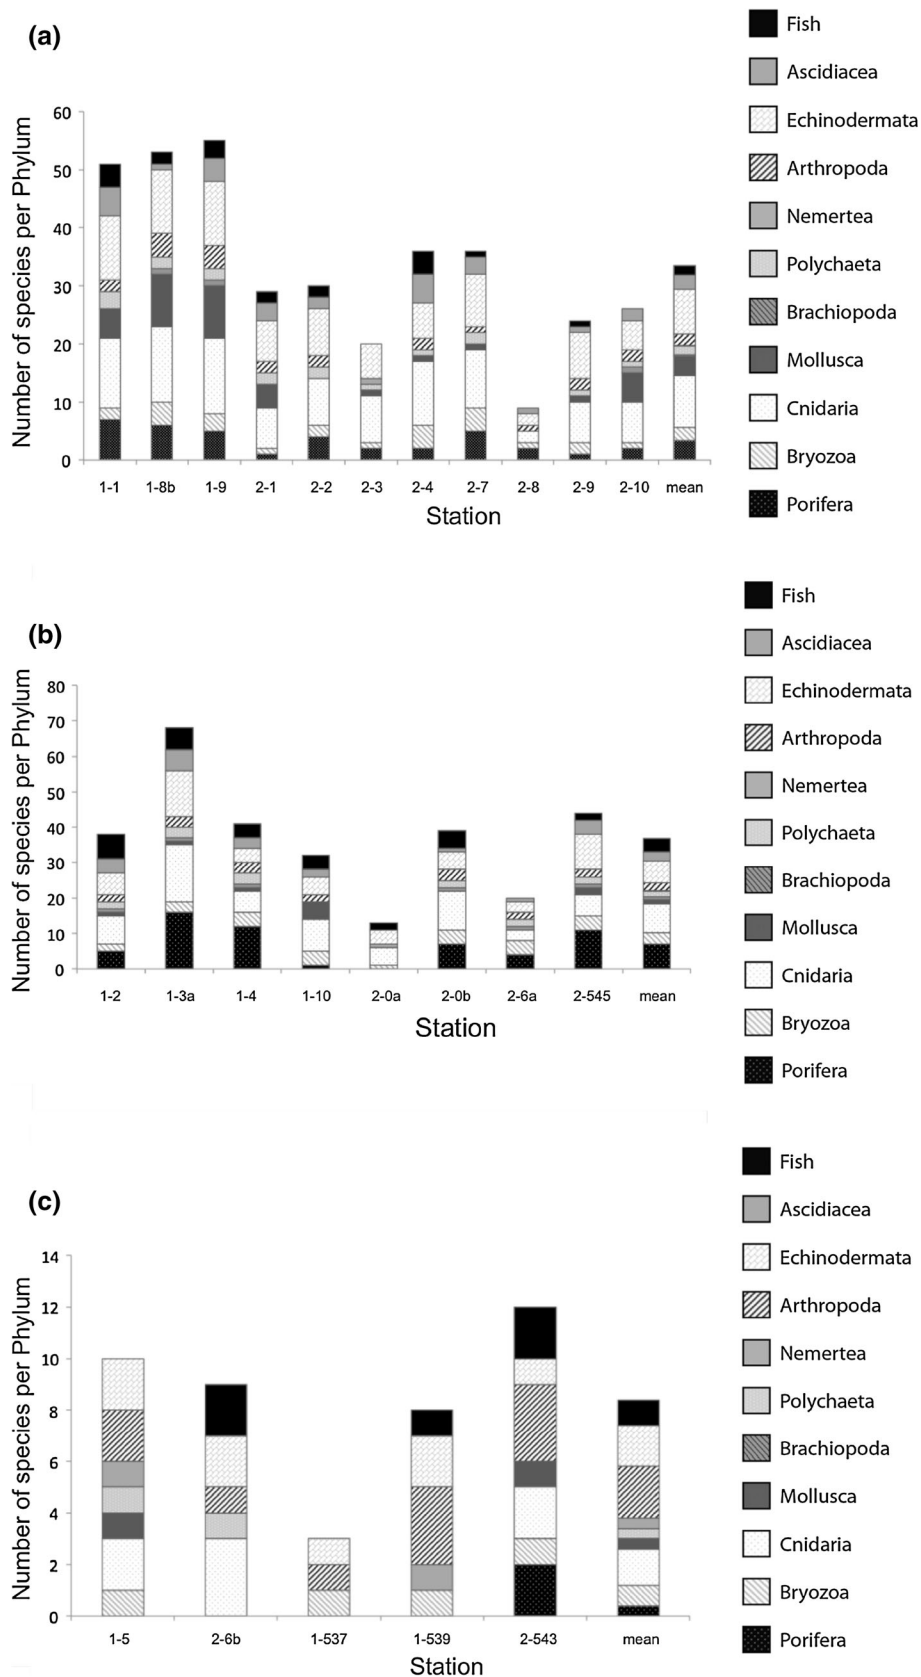 (a)
Number of species per Phylum
60
50
40
30
20
10
0
1-1 1-8b 1-9 2-1 2-2 2-3 2-4 2-7 2-8 2-9 2-10 mean
Station
Fish
Ascidiacea
Echinodermata
Arthropoda
Nemertea
Polychaeta
Brachiopoda
Mollusca
Cnidaria
Bryozoa
Porifera
(b)
Number of species per Phylum
80
70
60
50
40
30
20
10
0
1-2 1-3a 1-4 1-10 2-0a 2-0b 2-6a 2-545 mean
Station
Fish
Ascidiacea
Echinodermata
Arthropoda
Nemertea
Polychaeta
Brachiopoda
Mollusca
Cnidaria
Bryozoa
Porifera
(c)
Number of species per Phylum
14
12
10
8
6
4
2
0
1-5 2-6b 1-537 1-539 2-543 mean
Station
Fish
Ascidiacea
Echinodermata
Arthropoda
Nemertea
Polychaeta
Brachiopoda
Mollusca
Cnidaria
Bryozoa
Porifera